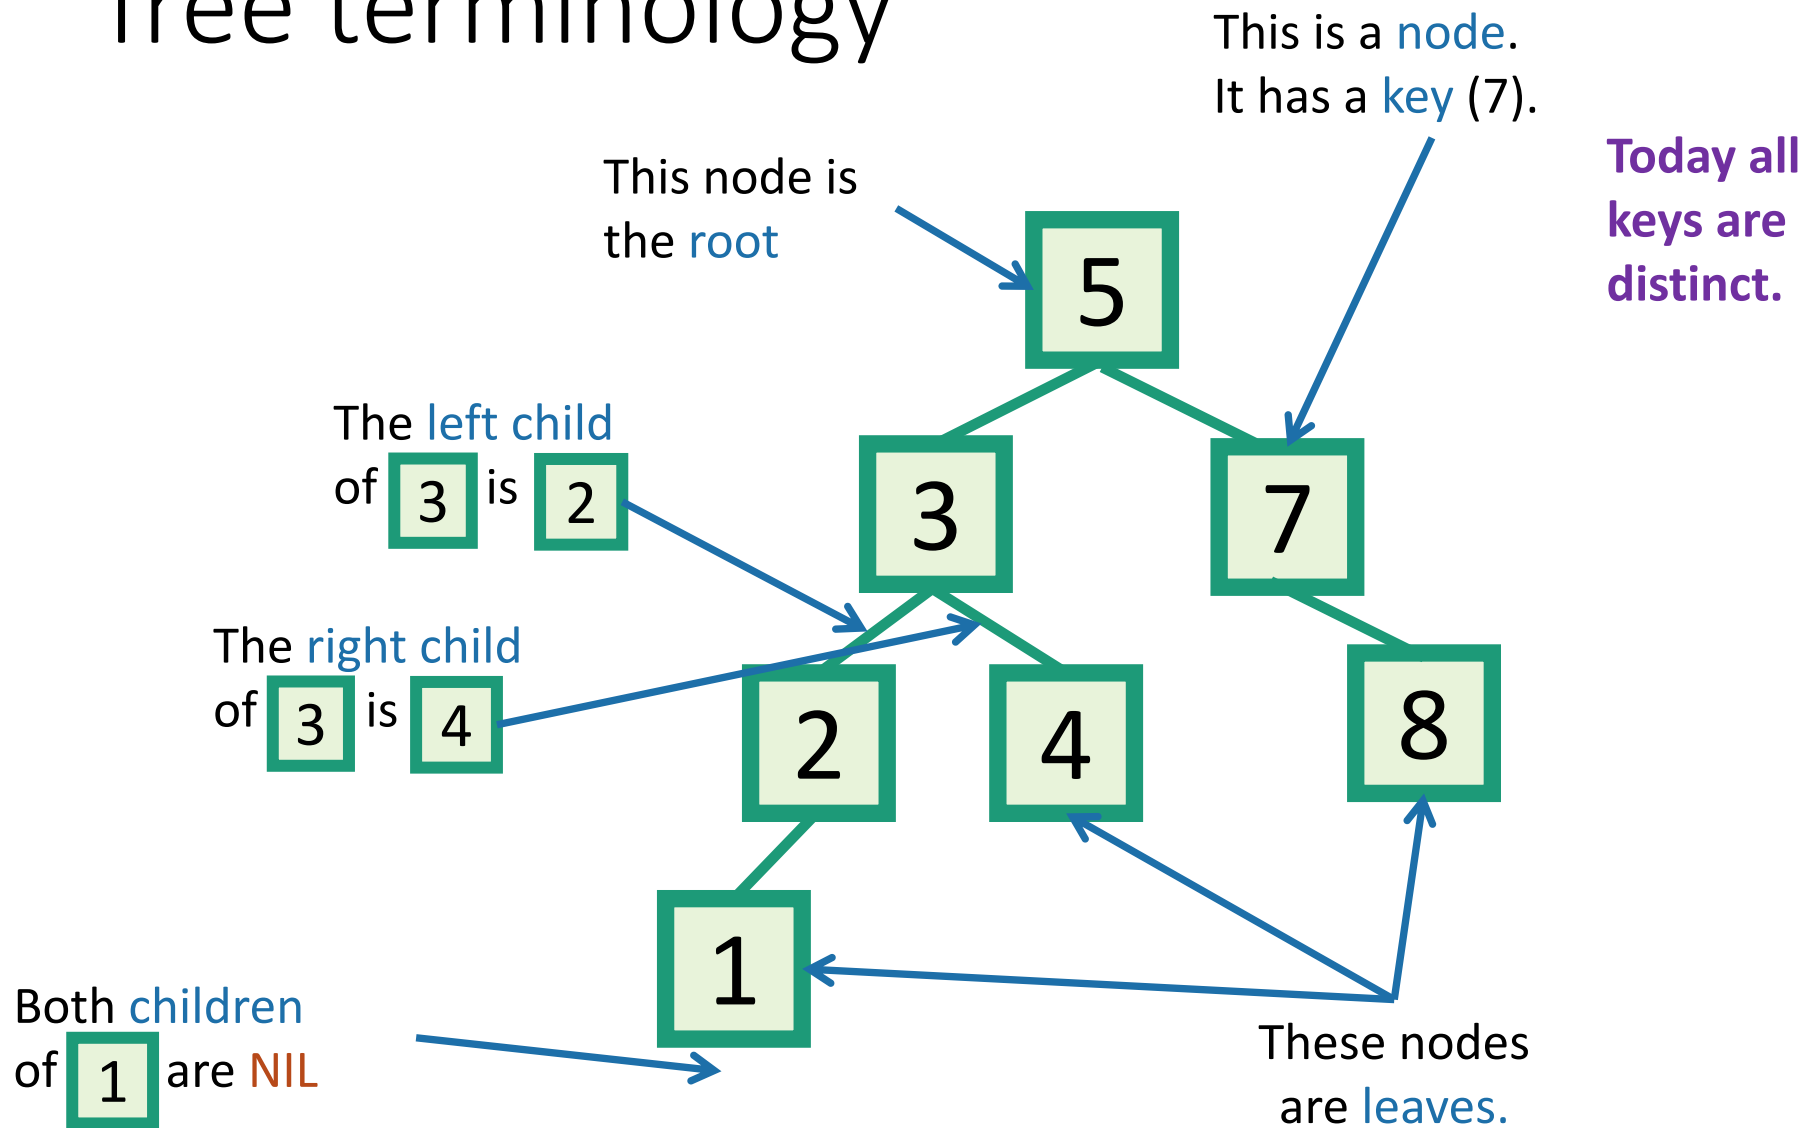 Tree terminology
This is a node.
It has a key (7).
Today all
keys are
distinct.
This node is
the root
5
The left child
of 3 is 2
3
7
The right child
of 3 is 4
2
4
8
1
Both children
of 1 are NIL
These nodes
are leaves.